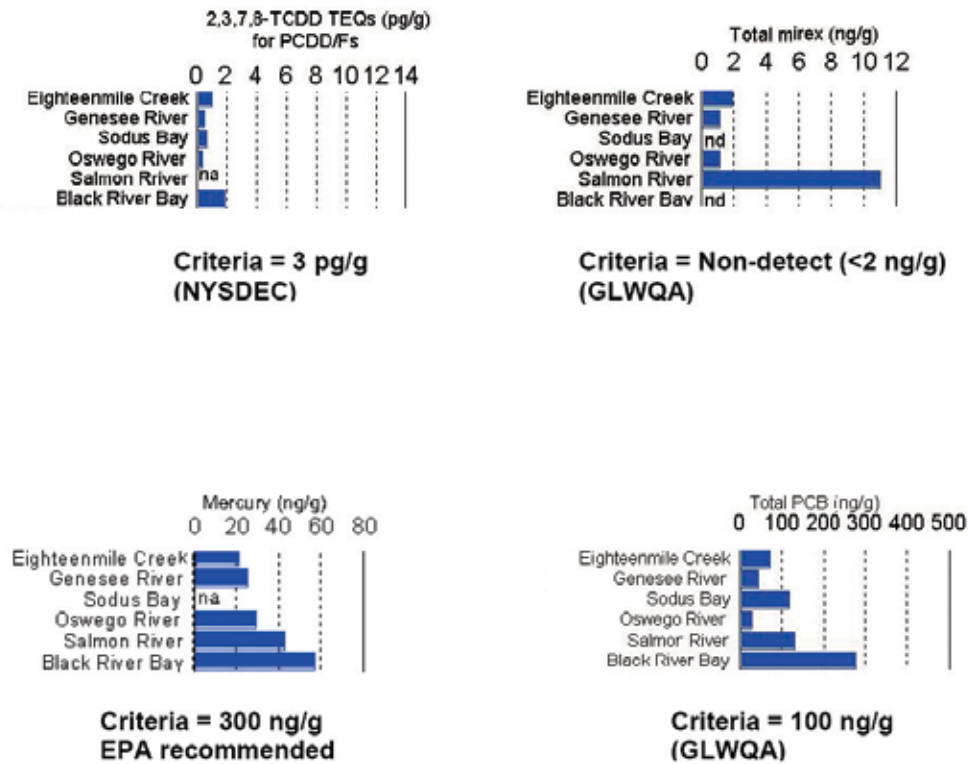 2,3,7,8-TCDD TEQs (pg/g)
for PCDD/Fs
0 2 4 6 8 10 12 14
Eighteenmile Creek
Genesee River
Sodus Bay
Oswego River
Salmon Rriver na
Black River Bay
Criteria = 3 pg/g
(NYSDEC)
Total mirex (ng/g)
0 2 4 6 8 10 12
Eighteenmile Creek
Genesee River
Sodus Bay nd
Oswego River
Salmon River
Black River Bay nd
Criteria = Non-detect (<2 ng/g)
(GLWQA)
Mercury (ng/g)
0 20 40 60 80
Eighteenmile Creek
Genesee River
Sodus Bay na
Oswego River
Salmon River
Black River Bay
Criteria = 300 ng/g
EPA recommended
Total PCB (ng/g)
0 100 200 300 400 500
Eighteenmile Creek
Genesee River
Sodus Bay
Oswego River
Salmon River
Black River Bay
Criteria = 100 ng/g
(GLWQA)